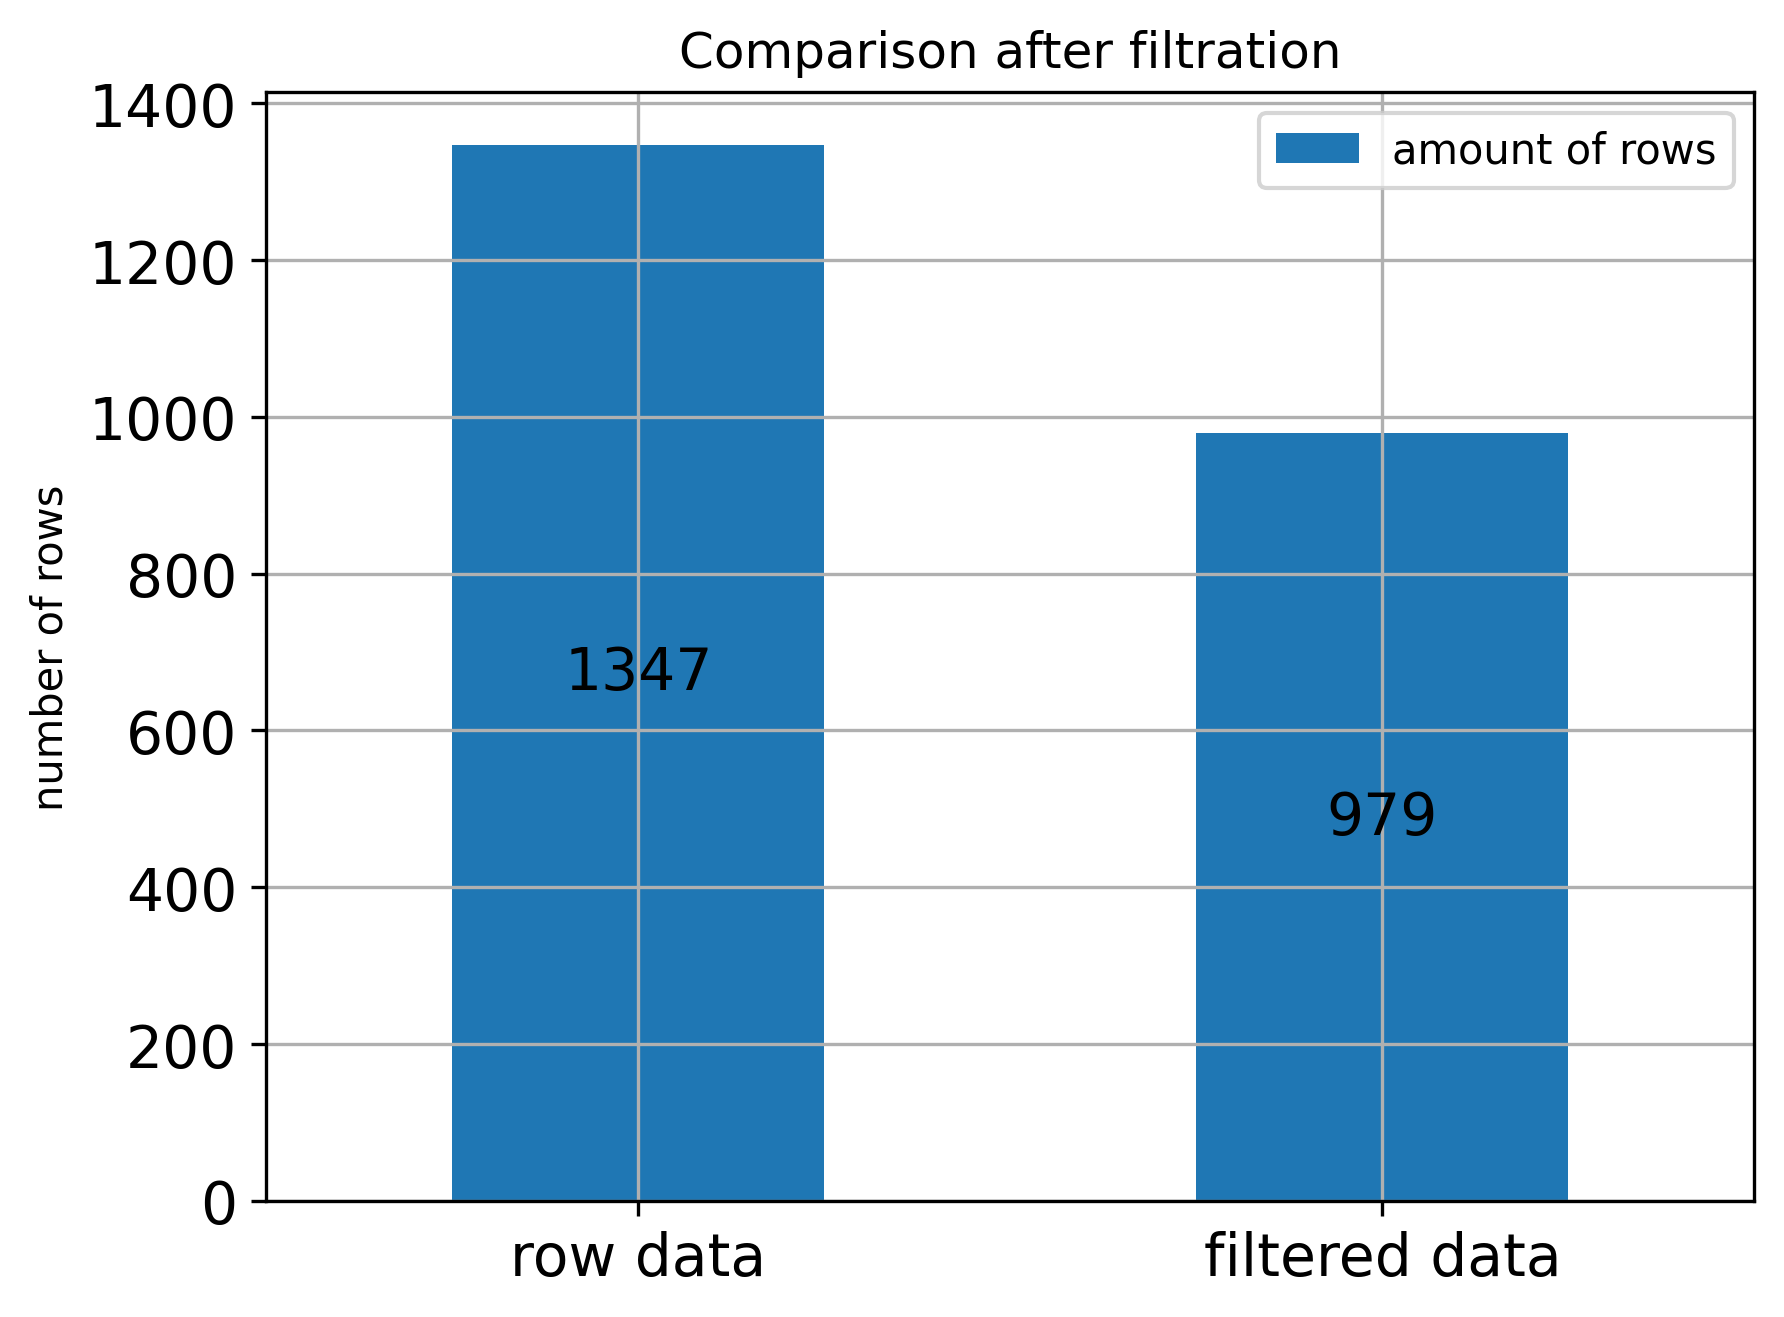 Comparison after filtration
amount of rows
1400
1200
1000
800
600
400
200
0
number of rows
1347
979
row data
filtered data